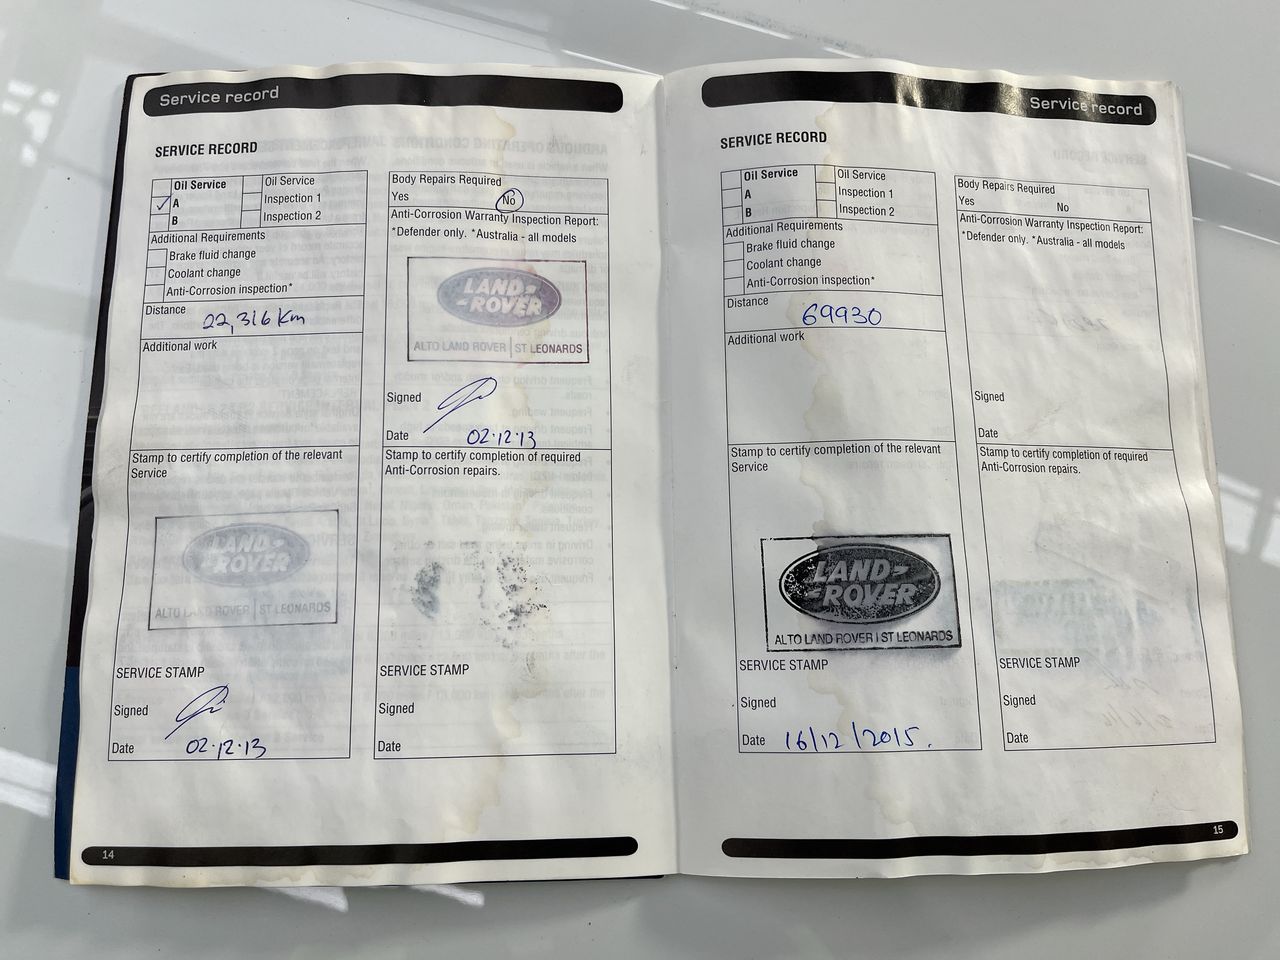 Service record
SERVICE RECORD
Oil Service
A
B
Oil Service
Inspection 1
Inspection 2
Additional Requirements
Brake fluid change
Coolant change
Anti-Corrosion inspection*
Distance
22,316 Km
Additional work
Stamp to certify completion of the relevant
Service
LAND-
-ROVER
ALTO LAND ROVER | ST LEONARDS
SERVICE STAMP
Signed
Date 02·12·13
Body Repairs Required
Yes No
Anti-Corrosion Warranty Inspection Report:
*Defender only. *Australia - all models
LAND-
-ROVER
ALTO LAND ROVER | ST LEONARDS
Signed
Date 02·12·13
Stamp to certify completion of required
Anti-Corrosion repairs.
SERVICE STAMP
Signed
Date
14
Service record
SERVICE RECORD
Oil Service
A
B
Oil Service
Inspection 1
Inspection 2
Additional Requirements
Brake fluid change
Coolant change
Anti-Corrosion inspection*
Distance
69930
Additional work
Stamp to certify completion of the relevant
Service
LAND-
-ROVER
ALTO LAND ROVER | ST LEONARDS
SERVICE STAMP
Signed
Date 16/12/2015.
Body Repairs Required
Yes No
Anti-Corrosion Warranty Inspection Report:
*Defender only. *Australia - all models
Signed
Date
Stamp to certify completion of required
Anti-Corrosion repairs.
SERVICE STAMP
Signed
Date
15